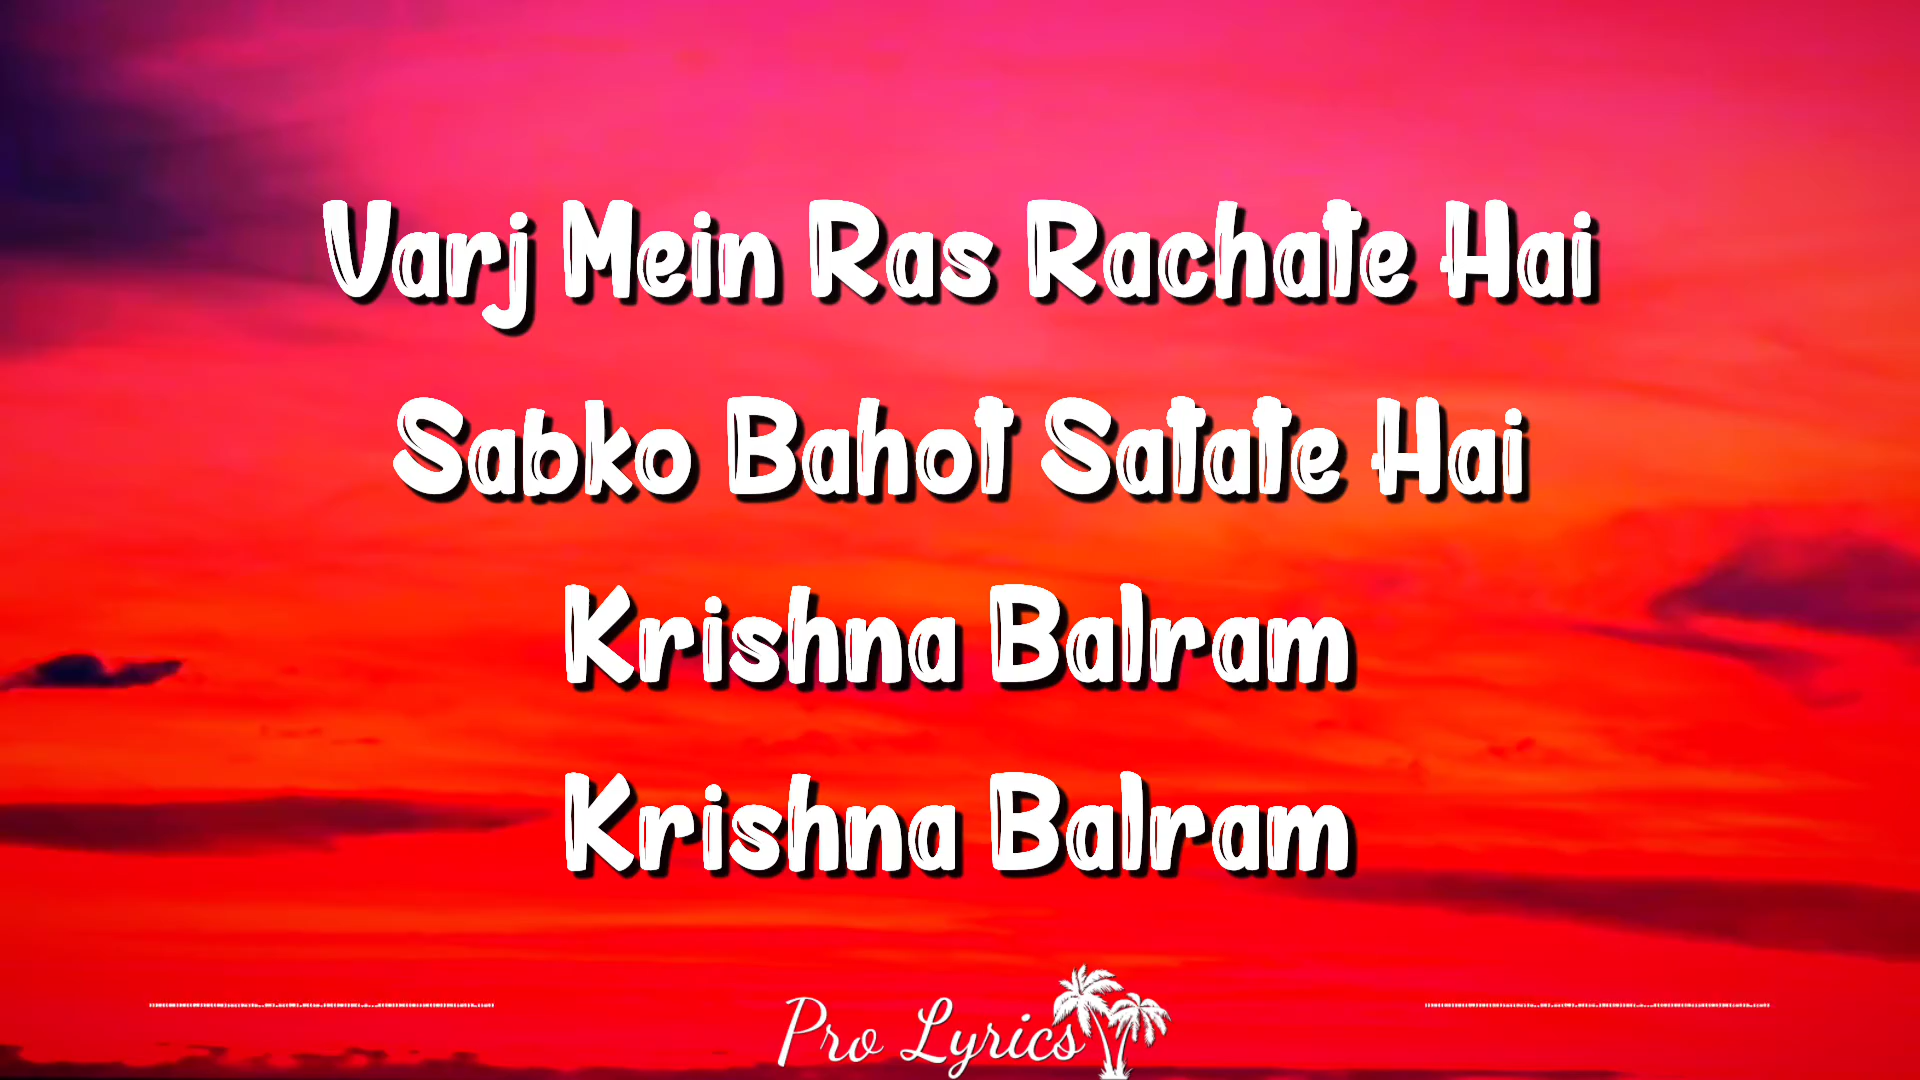 Varj Mein Ras Rachate Hai
Sabko Bahot Satate Hai
Krishna Balram
Krishna Balram
Pro Lyrics